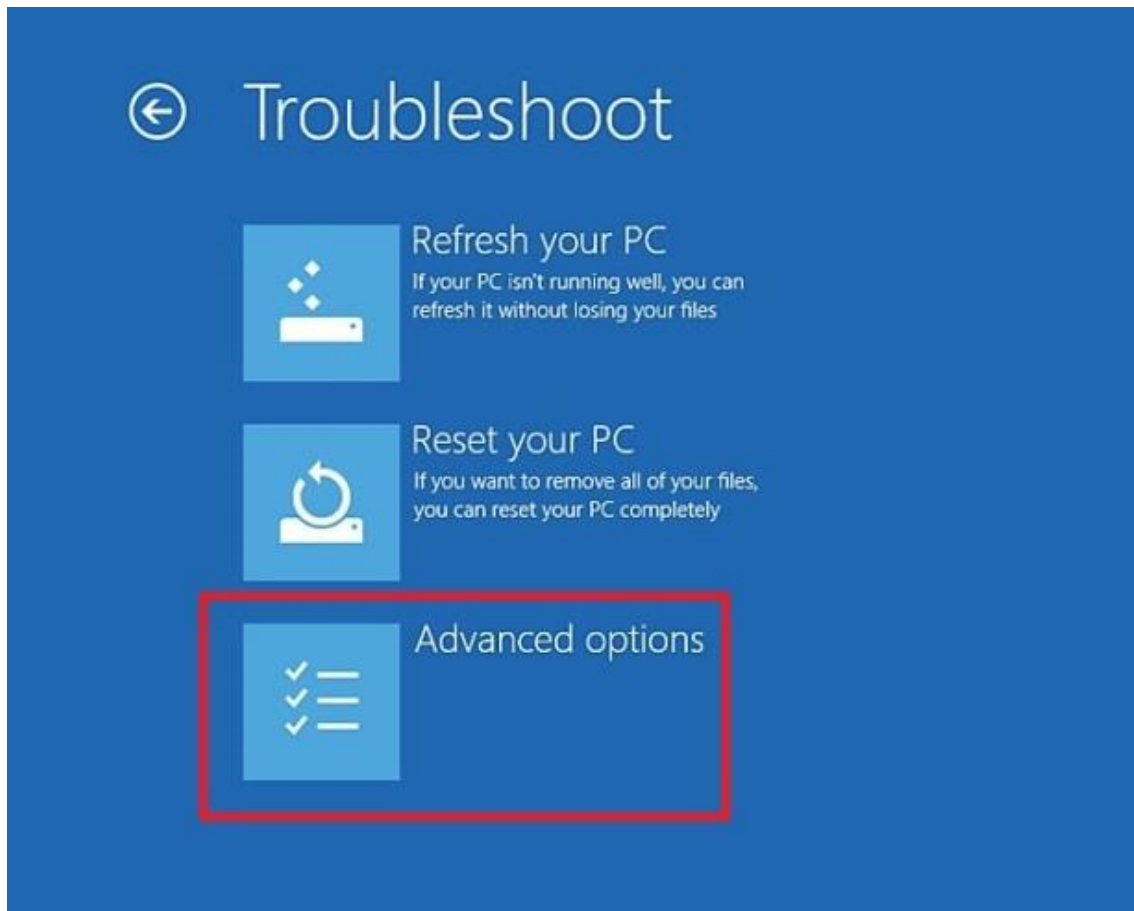 Troubleshoot
Refresh your PC
If your PC isn't running well, you can
refresh it without losing your files
Reset your PC
If you want to remove all of your files,
you can reset your PC completely
Advanced options